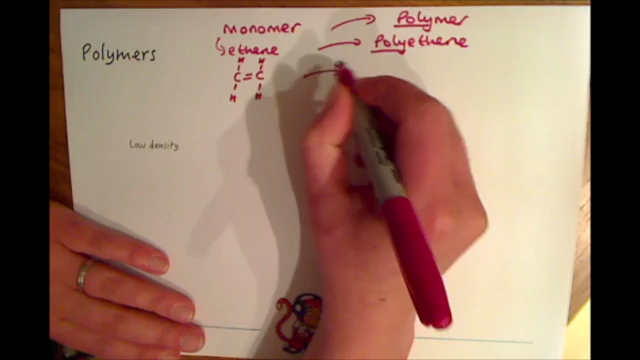 Monomer → Polymer
Polymers
ethene → Polyethene
H H
C=C
H H
Low density